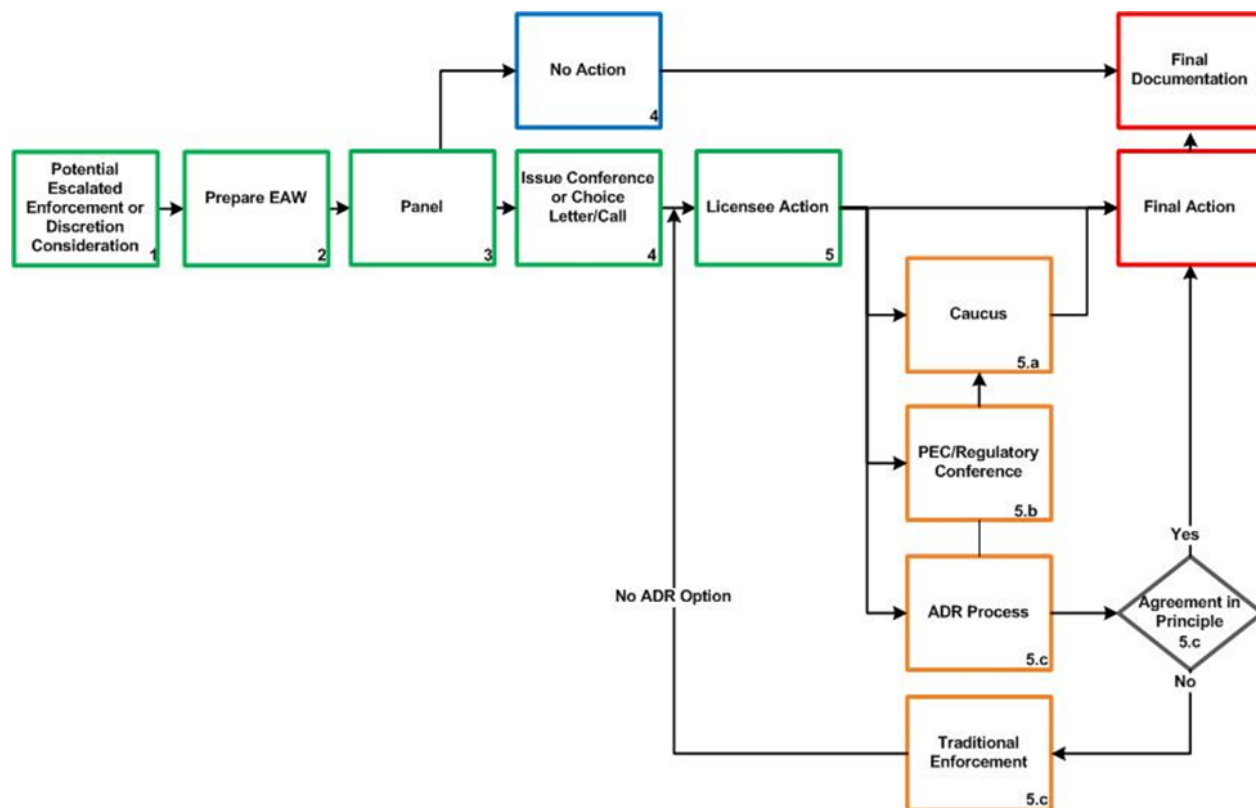 No Action
4
Final
Documentation
Potential
Escalated
Enforcement or
Discretion
Consideration
1
Prepare EAW
2
Panel
3
Issue Conference
or Choice
Letter/Call
4
Licensee Action
5
Final Action
Caucus
5.a
PEC/Regulatory
Conference
5.b
Yes
No ADR Option
ADR Process
5.c
Agreement in
Principle
5.c
No
Traditional
Enforcement
5.c